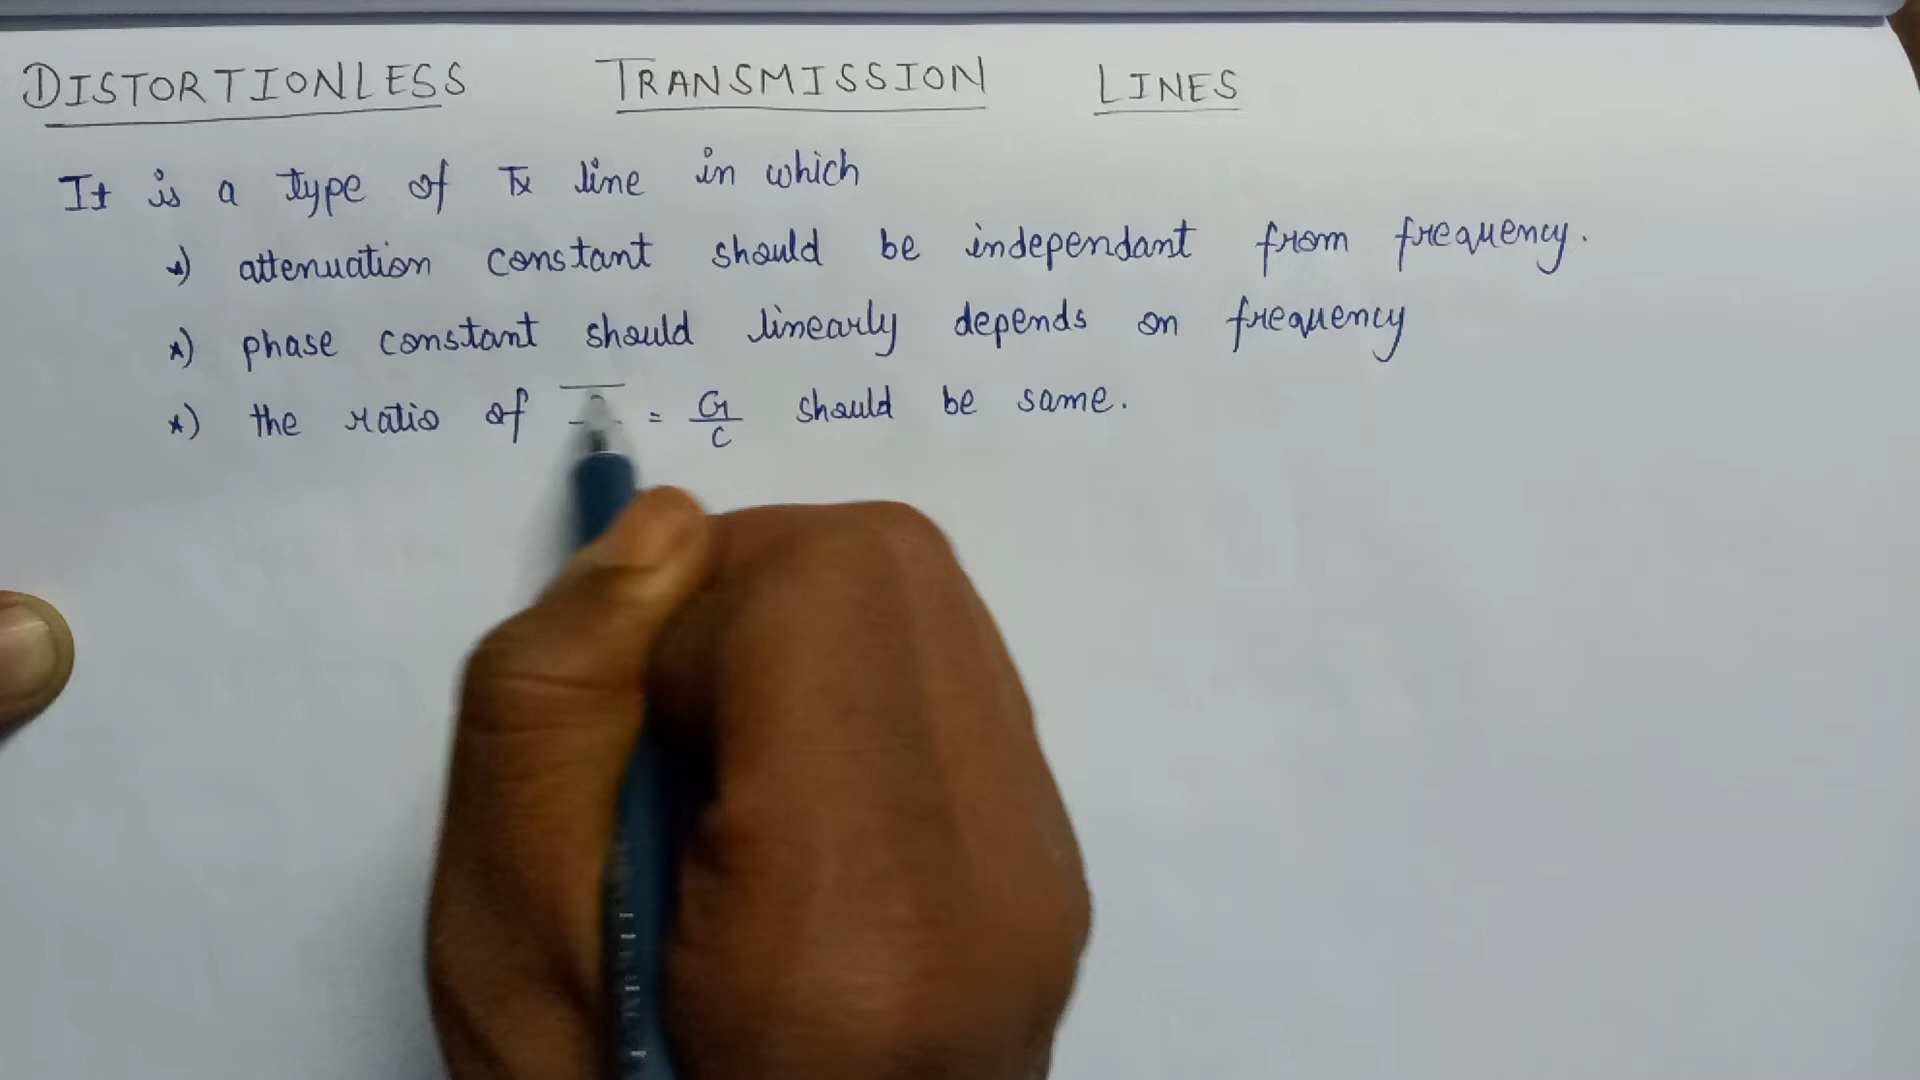 DISTORTIONLESS TRANSMISSION LINES
It is a type of Tx line in which
*) attenuation constant should be independant from frequency.
*) phase constant should linearly depends on frequency
*) the ratio of = G/C should be same.